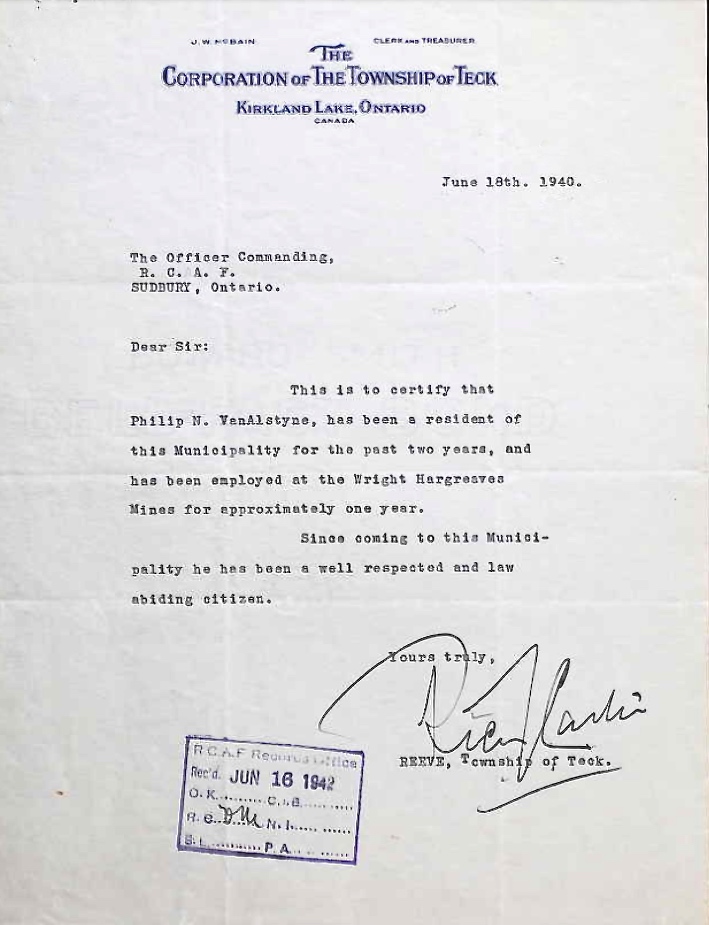 J. W. McBAIN CLERK AND TREASURER
THE
CORPORATION OF THE TOWNSHIP OF TECK
KIRKLAND LAKE, ONTARIO
CANADA
June 18th. 1940.
The Officer Commanding,
R. C. A. F.
SUDBURY, Ontario.
Dear Sir:
This is to certify that
Philip N. VanAlstyne, has been a resident of
this Municipality for the past two years, and
has been employed at the Wright Hargreaves
Mines for approximately one year.
Since coming to this Munici-
pality he has been a well respected and law
abiding citizen.
Yours truly,
REEVE, Township of Teck.
R.C.A.F Records Office
Rec'd. JUN 16 1942
O.K.......... C.I.B...........
R.C.. DM N.I..... ......
S.L........... P.A... .. ......